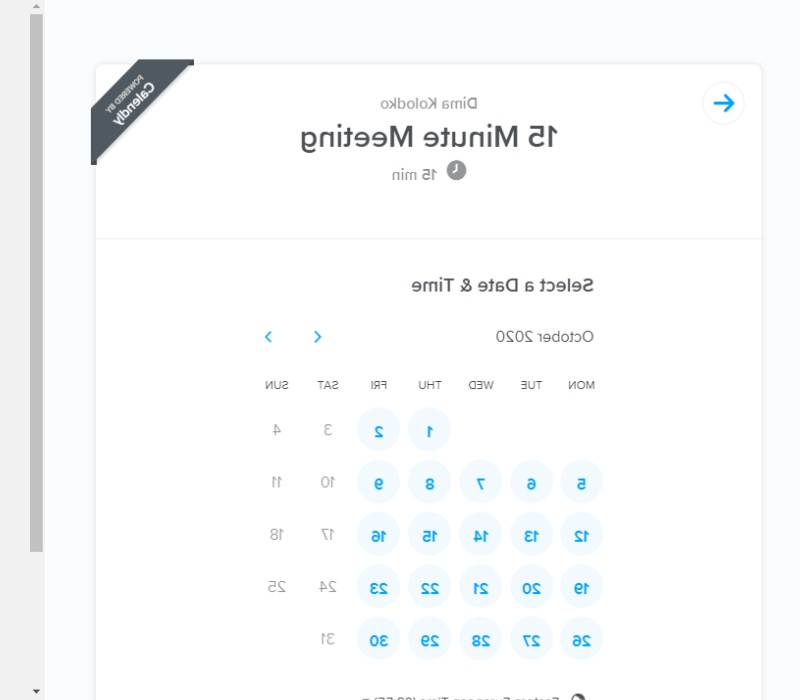 POWERED BY
Calendly
Dima Kolodko
15 Minute Meeting
15 min
Select a Date & Time
October 2020
MON TUE WED THU FRI SAT SUN
1 2 3 4
5 6 7 8 9 10 11
12 13 14 15 16 17 18
19 20 21 22 23 24 25
26 27 28 29 30 31